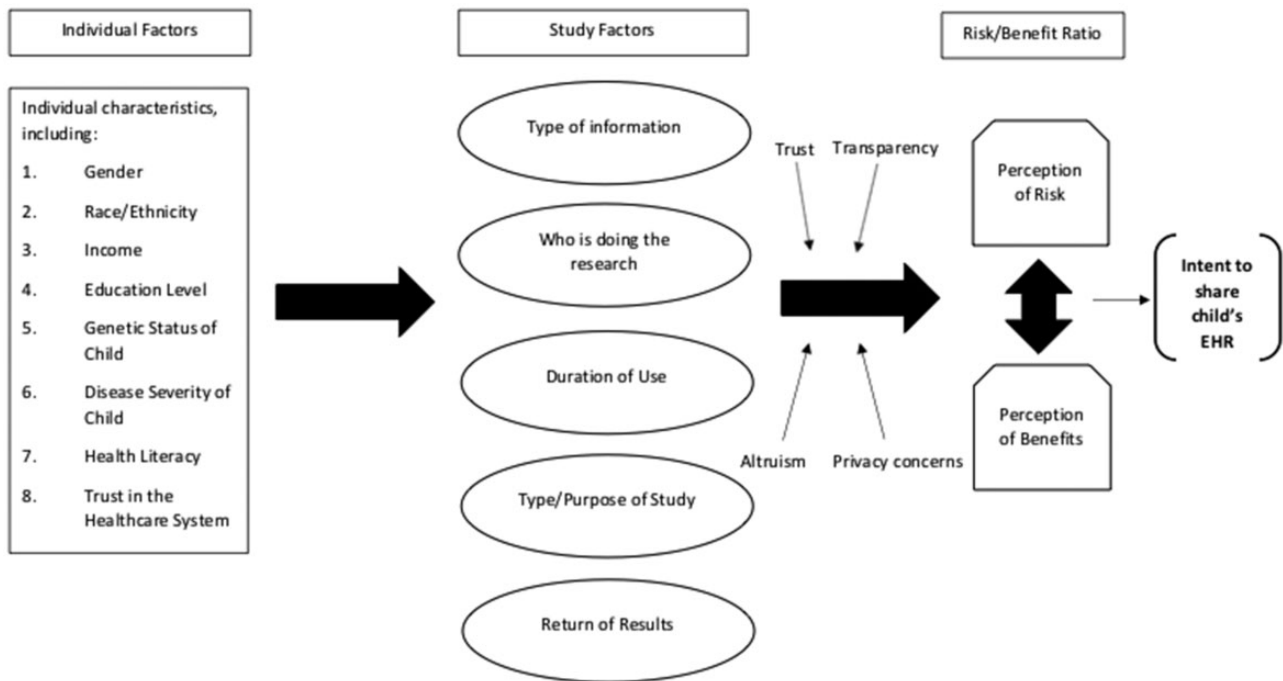 Individual Factors
Individual characteristics,
including:
1. Gender
2. Race/Ethnicity
3. Income
4. Education Level
5. Genetic Status of
Child
6. Disease Severity of
Child
7. Health Literacy
8. Trust in the
Healthcare System
Study Factors
Type of information
Who is doing the
research
Duration of Use
Type/Purpose of Study
Return of Results
Trust
Transparency
Altruism
Privacy concerns
Risk/Benefit Ratio
Perception
of Risk
Perception
of Benefits
Intent to
share
child's
EHR